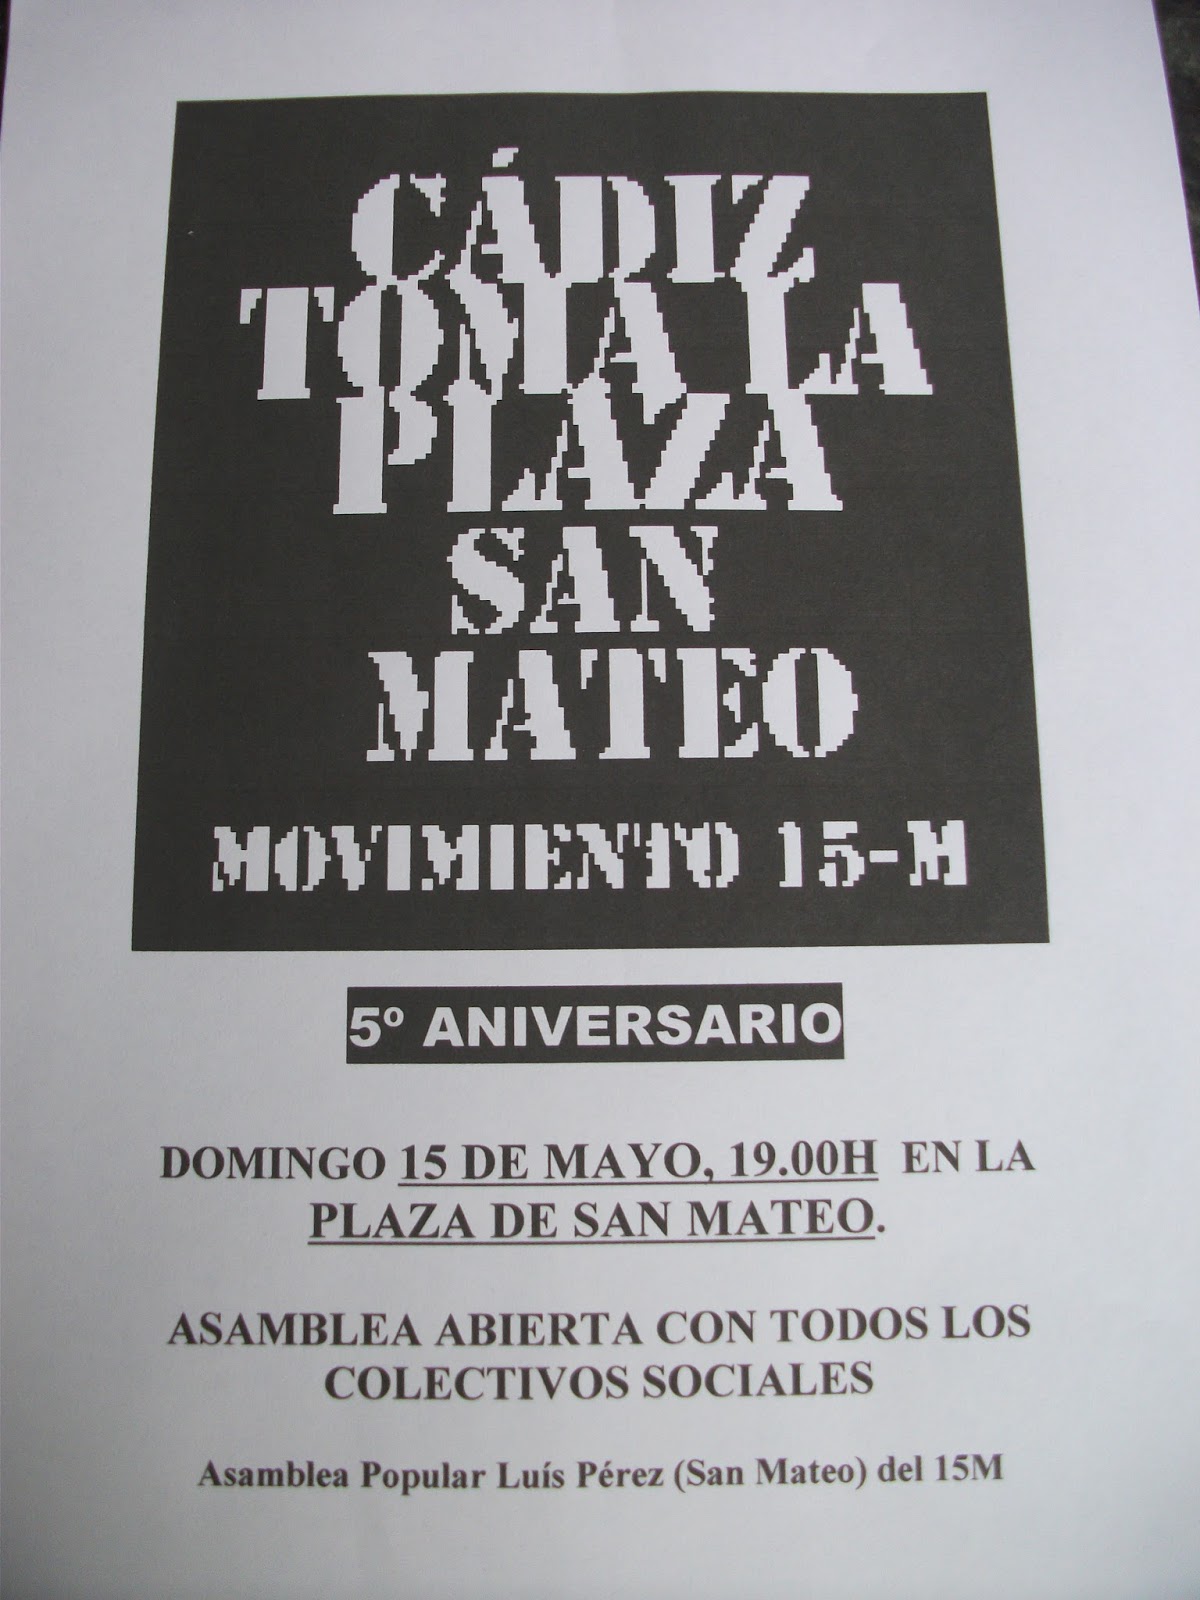 CÁDIZ
TOMA LA
PLAZA
SAN
MATEO
MOVIMIENTO 15-M
5º ANIVERSARIO
DOMINGO 15 DE MAYO, 19.00H EN LA
PLAZA DE SAN MATEO.
ASAMBLEA ABIERTA CON TODOS LOS
COLECTIVOS SOCIALES
Asamblea Popular Luís Pérez (San Mateo) del 15M